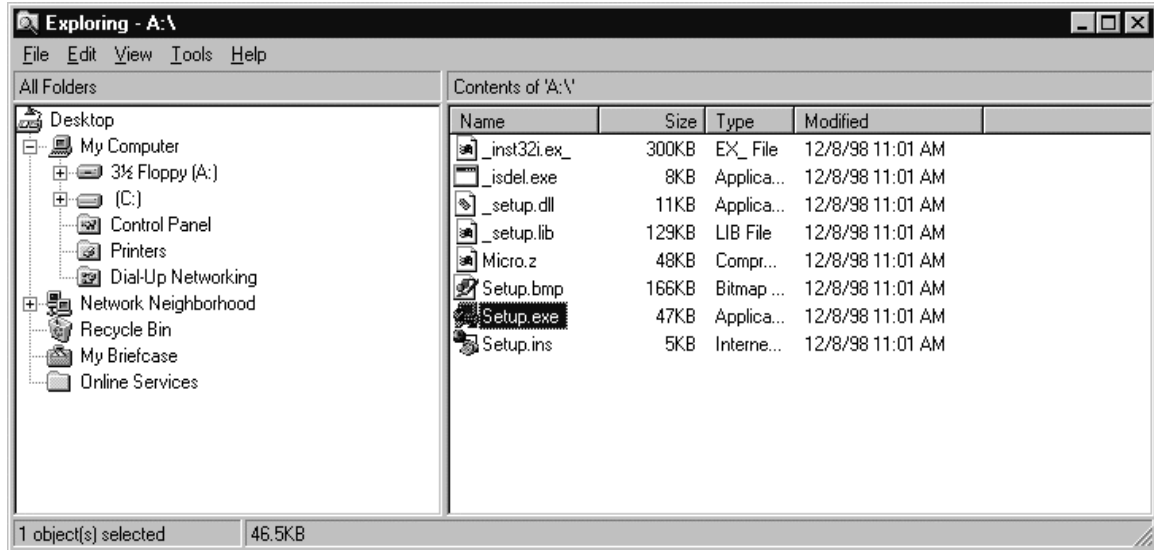 Exploring - A:\
File Edit View Tools Help
All Folders
Contents of 'A:\'
Desktop
My Computer
3½ Floppy (A:)
(C:)
Control Panel
Printers
Dial-Up Networking
Network Neighborhood
Recycle Bin
My Briefcase
Online Services
Name Size Type Modified
_inst32i.ex_ 300KB EX_ File 12/8/98 11:01 AM
_isdel.exe 8KB Applica... 12/8/98 11:01 AM
_setup.dll 11KB Applica... 12/8/98 11:01 AM
_setup.lib 129KB LIB File 12/8/98 11:01 AM
Micro.z 48KB Compr... 12/8/98 11:01 AM
Setup.bmp 166KB Bitmap ... 12/8/98 11:01 AM
Setup.exe 47KB Applica... 12/8/98 11:01 AM
Setup.ins 5KB Interne... 12/8/98 11:01 AM
1 object(s) selected 46.5KB